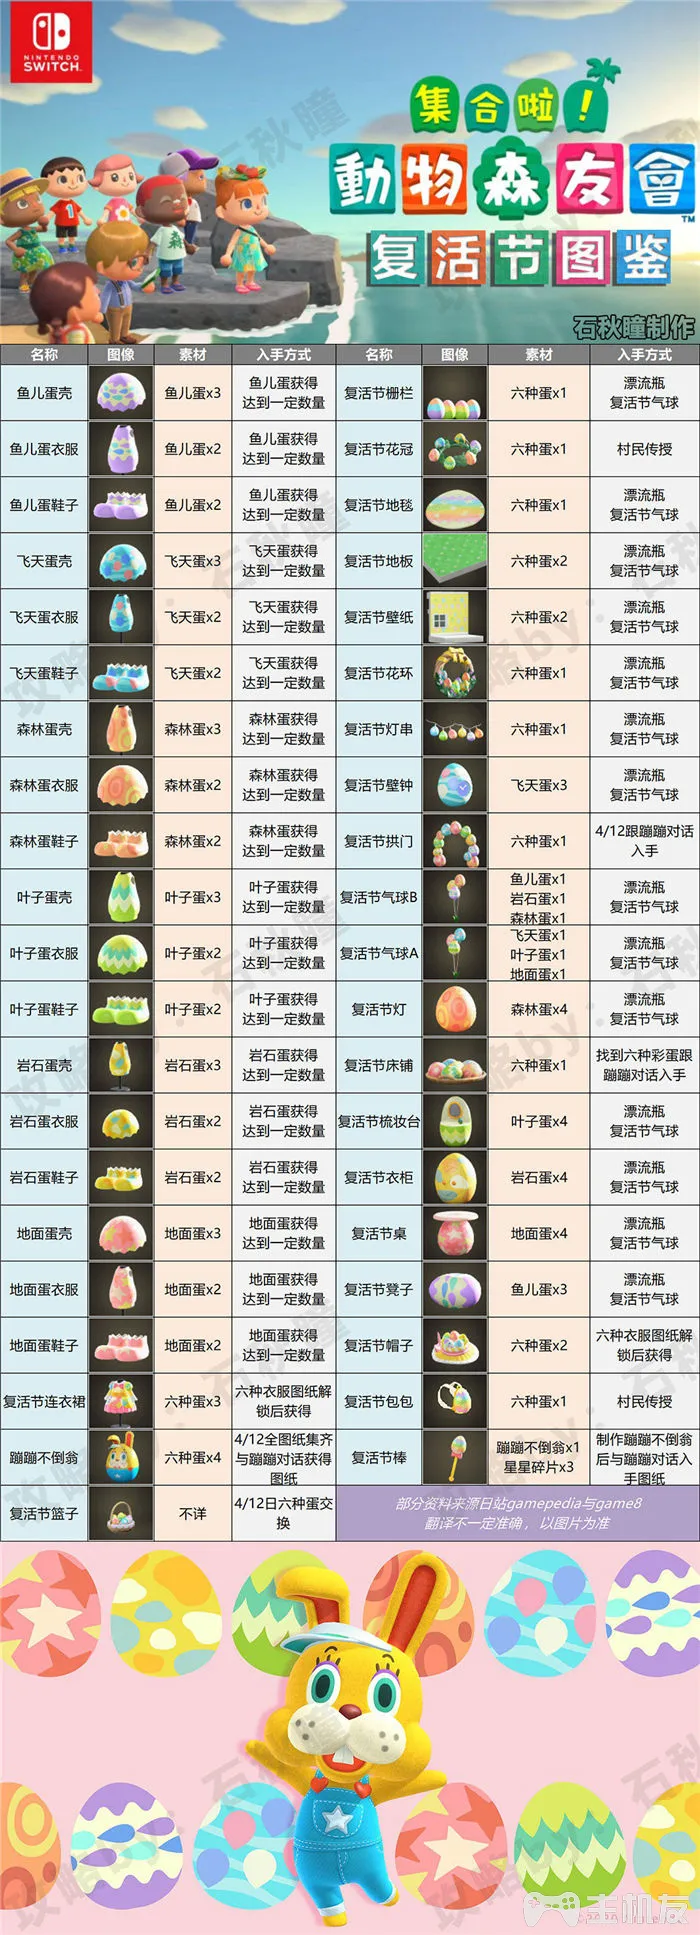 NINTENDO
SWITCH™
集合啦！
動物森友會™
复活节图鉴
石秋瞳制作
名称 图像 素材 入手方式 名称 图像 素材 入手方式
鱼儿蛋壳 鱼儿蛋x3 鱼儿蛋获得 复活节栅栏 六种蛋x1 漂流瓶
达到一定数量 复活节气球
鱼儿蛋衣服 鱼儿蛋x2 鱼儿蛋获得 复活节花冠 六种蛋x1 村民传授
达到一定数量
鱼儿蛋鞋子 鱼儿蛋x2 鱼儿蛋获得 复活节地毯 六种蛋x1 漂流瓶
达到一定数量 复活节气球
飞天蛋壳 飞天蛋x3 飞天蛋获得 复活节地板 六种蛋x2 漂流瓶
达到一定数量 复活节气球
飞天蛋衣服 飞天蛋x2 飞天蛋获得 复活节壁纸 六种蛋x2 漂流瓶
达到一定数量 复活节气球
飞天蛋鞋子 飞天蛋x2 飞天蛋获得 复活节花环 六种蛋x1 漂流瓶
达到一定数量 复活节气球
森林蛋壳 森林蛋x3 森林蛋获得 复活节灯串 六种蛋x1 漂流瓶
达到一定数量 复活节气球
森林蛋衣服 森林蛋x2 森林蛋获得 复活节壁钟 飞天蛋x3 漂流瓶
达到一定数量 复活节气球
森林蛋鞋子 森林蛋x2 森林蛋获得 复活节拱门 六种蛋x1 4/12跟蹦蹦对话
达到一定数量 入手
叶子蛋壳 叶子蛋x3 叶子蛋获得 复活节气球B 鱼儿蛋x1 漂流瓶
达到一定数量 岩石蛋x1 复活节气球
森林蛋x1
叶子蛋衣服 叶子蛋x2 叶子蛋获得 复活节气球A 飞天蛋x1 漂流瓶
达到一定数量 叶子蛋x1 复活节气球
地面蛋x1
叶子蛋鞋子 叶子蛋x2 叶子蛋获得 复活节灯 森林蛋x4 漂流瓶
达到一定数量 复活节气球
岩石蛋壳 岩石蛋x3 岩石蛋获得 复活节床铺 六种蛋x1 找到六种彩蛋跟
达到一定数量 蹦蹦对话入手
岩石蛋衣服 岩石蛋x2 岩石蛋获得 复活节梳妆台 叶子蛋x4 漂流瓶
达到一定数量 复活节气球
岩石蛋鞋子 岩石蛋x2 岩石蛋获得 复活节衣柜 岩石蛋x4 漂流瓶
达到一定数量 复活节气球
地面蛋壳 地面蛋x3 地面蛋获得 复活节桌 地面蛋x4 漂流瓶
达到一定数量 复活节气球
地面蛋衣服 地面蛋x2 地面蛋获得 复活节凳子 鱼儿蛋x3 漂流瓶
达到一定数量 复活节气球
地面蛋鞋子 地面蛋x2 地面蛋获得 复活节帽子 六种蛋x2 六种衣服图纸解
达到一定数量 锁后获得
复活节连衣裙 六种蛋x3 六种衣服图纸解 复活节包包 六种蛋x1 村民传授
锁后获得
蹦蹦不倒翁 六种蛋x4 4/12全图纸集齐 复活节棒 蹦蹦不倒翁x1 制作蹦蹦不倒翁
与蹦蹦对话获得 星星碎片x3 后与蹦蹦对话入
图纸 手图纸
复活节篮子 不详 4/12日六种蛋交 部分资料来源日站gamepedia与game8
换 翻译不一定准确，以图片为准
攻略by：石秋瞳
主机友